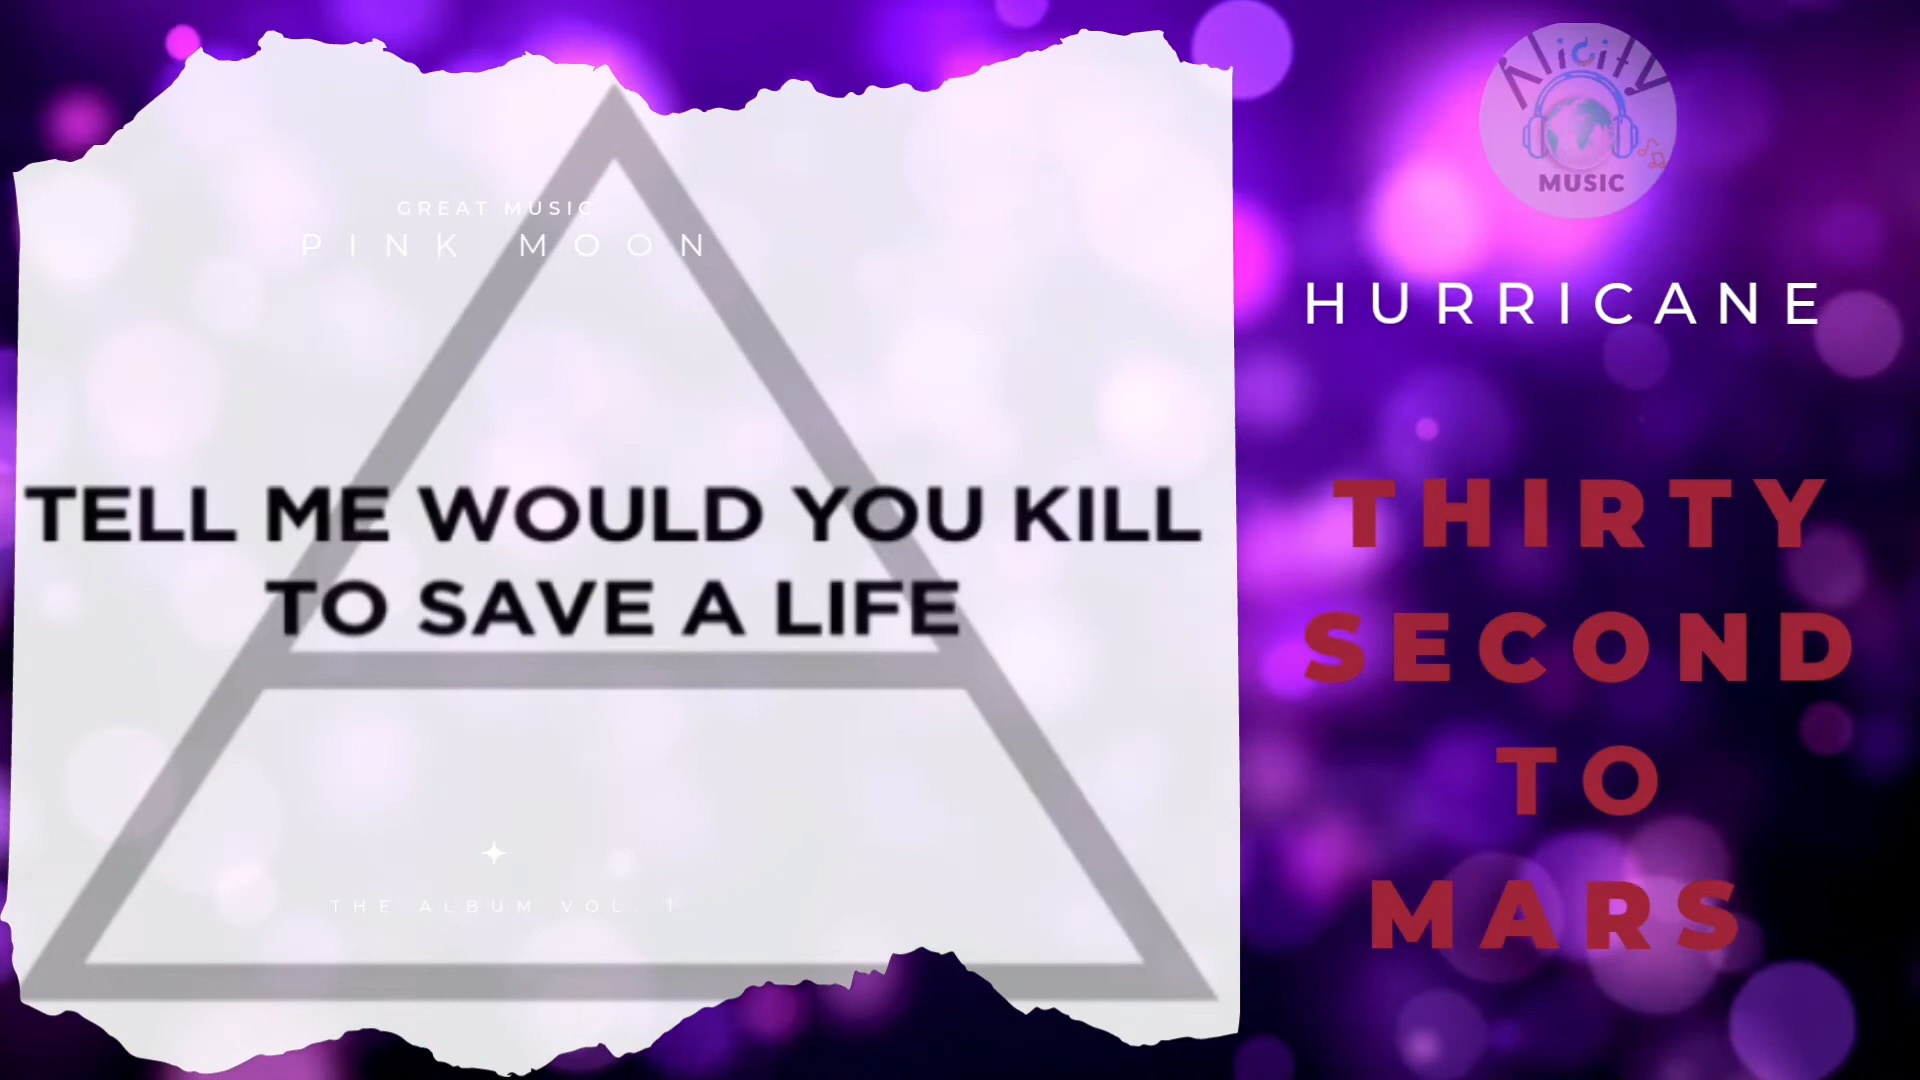 GREAT MUSIC
PINK MOON
TELL ME WOULD YOU KILL
TO SAVE A LIFE
THE ALBUM VOL. 1
Alicity
MUSIC
HURRICANE
THIRTY
SECOND
TO
MARS